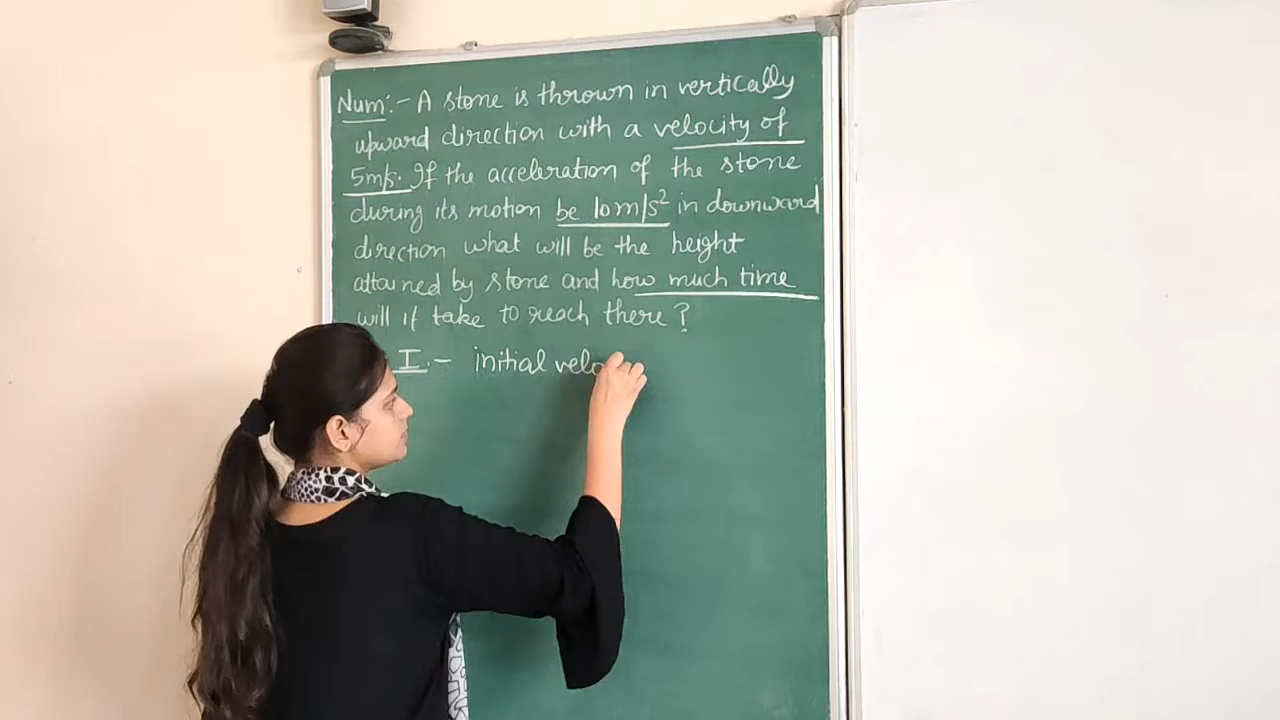 Num:- A stone is thrown in vertically
upward direction with a velocity of
5m/s. If the acceleration of the stone
during its motion be 10m/s² in downward
direction what will be the height
attained by stone and how much time
will it take to reach there?
I.- initial velo